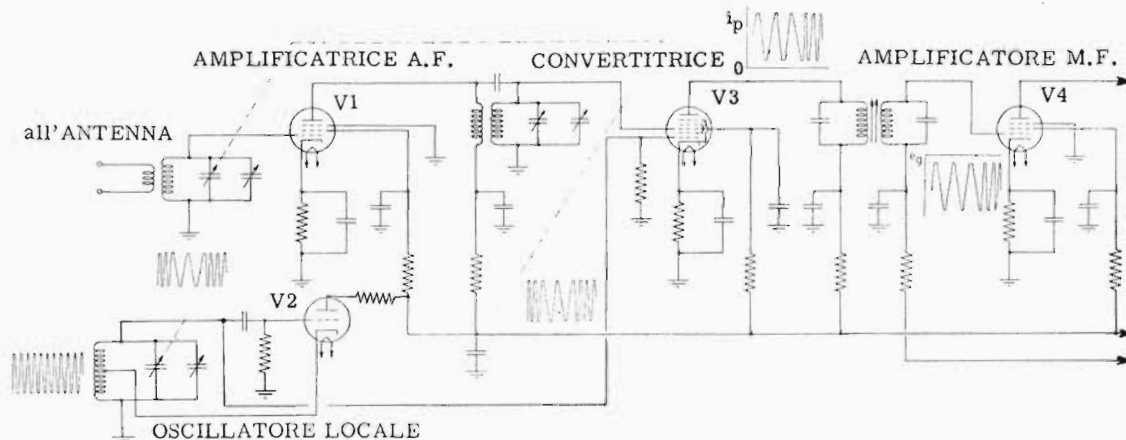 i_p
0
AMPLIFICATRICE A.F.
CONVERTITRICE
AMPLIFICATORE M.F.
V1
V3
V4
all'ANTENNA
e_g
V2
OSCILLATORE LOCALE